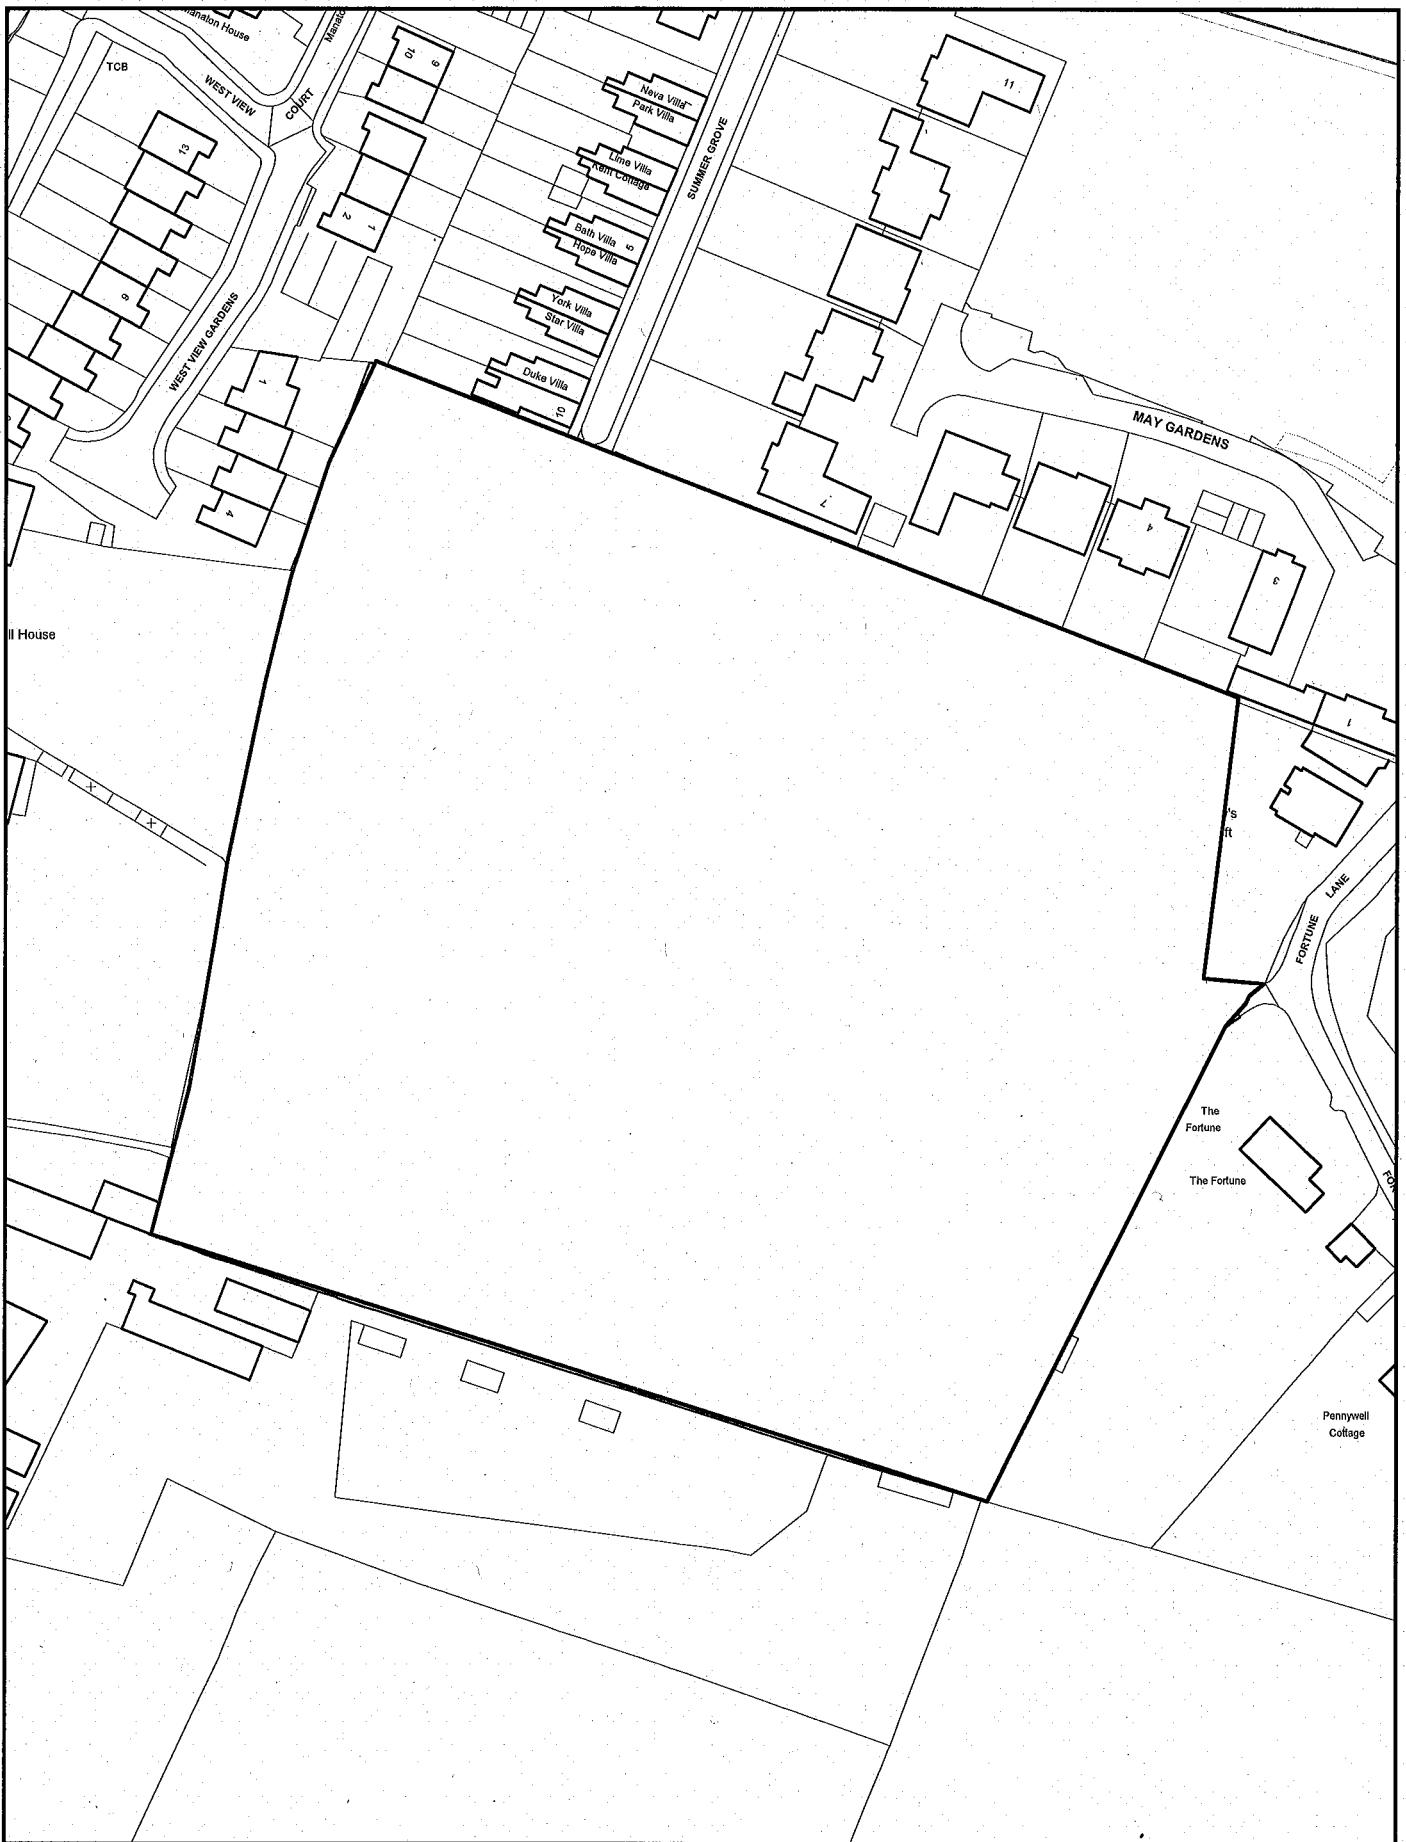 Manaton House
TCB
WEST VIEW
COURT
10
9
13
2
1
6
WEST VIEW GARDENS
1
4
Neva Villa
Park Villa
Lime Villa
Kent Cottage
Bath Villa
5
Hope Villa
York Villa
Star Villa
Duke Villa
10
SUMMER GROVE
11
MAY GARDENS
7
4
3
1
ll House
's
ft
FORTUNE
LANE
The
Fortune
The Fortune
FOR
Pennywell
Cottage